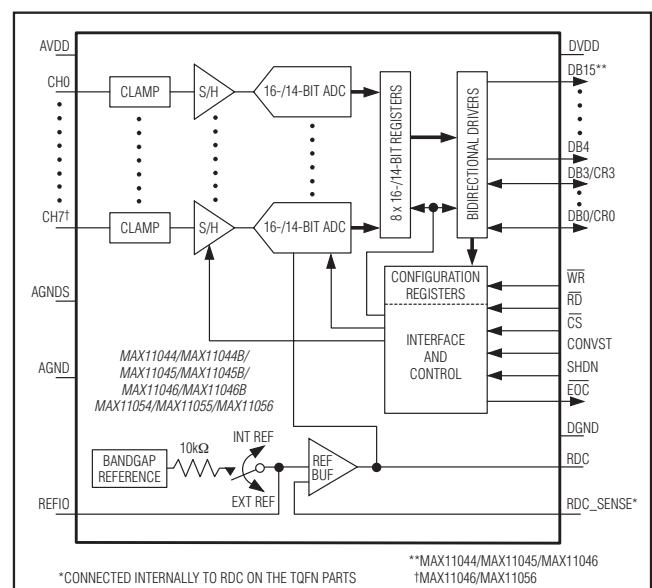 AVDD
CH0
CH7†
AGNDS
AGND
REFIO
CLAMP
S/H
16-/14-BIT ADC
CLAMP
S/H
16-/14-BIT ADC
8 x 16-/14-BIT REGISTERS
BIDIRECTIONAL DRIVERS
CONFIGURATION
REGISTERS
INTERFACE
AND
CONTROL
MAX11044/MAX11044B/
MAX11045/MAX11045B/
MAX11046/MAX11046B
MAX11054/MAX11055/MAX11056
BANDGAP
REFERENCE
10kΩ
INT REF
EXT REF
REF
BUF
DVDD
DB15**
DB4
DB3/CR3
DB0/CR0
WR
RD
CS
CONVST
SHDN
EOC
DGND
RDC
RDC_SENSE*
*CONNECTED INTERNALLY TO RDC ON THE TQFN PARTS
**MAX11044/MAX11045/MAX11046
†MAX11046/MAX11056